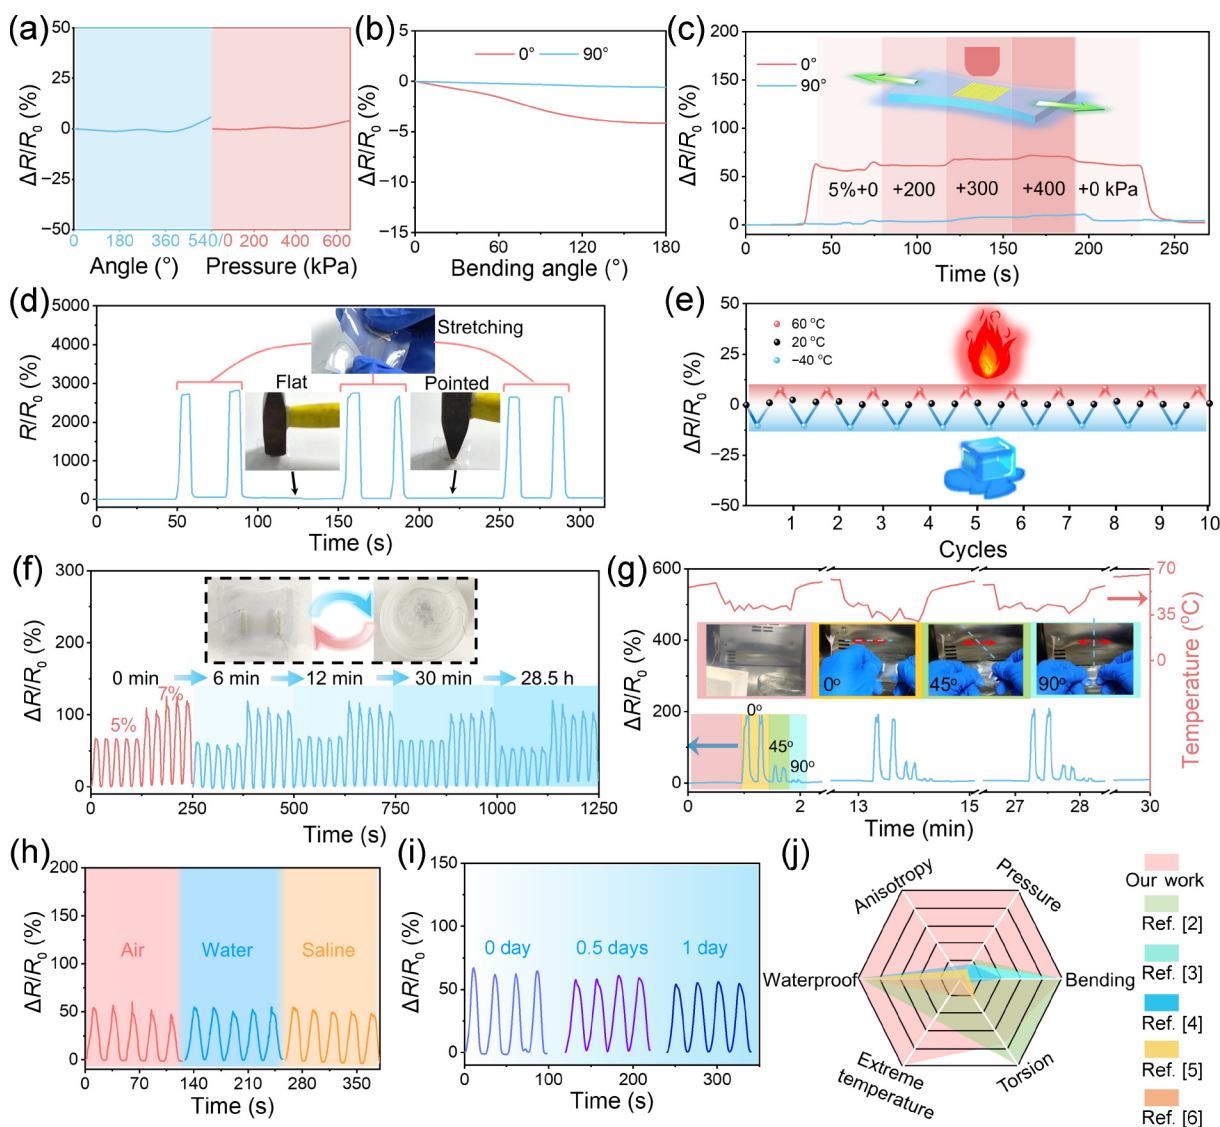 (a)
50
25
0
−25
−50
ΔR/R0 (%)
0 180 360 540/0 200 400 600
Angle (°) Pressure (kPa)
(b)
5
0
−5
−10
−15
ΔR/R0 (%)
0° 90°
0 60 120 180
Bending angle (°)
(c)
200
150
100
50
0
ΔR/R0 (%)
0°
90°
5%+0 +200 +300 +400 +0 kPa
0 50 100 150 200 250
Time (s)
(d)
5000
4000
3000
2000
1000
0
R/R0 (%)
Stretching
Flat
Pointed
0 50 100 150 200 250 300
Time (s)
(e)
50
25
0
−25
−50
ΔR/R0 (%)
60 °C
20 °C
−40 °C
1 2 3 4 5 6 7 8 9 10
Cycles
(f)
300
200
100
0
ΔR/R0 (%)
0 min 6 min 12 min 30 min 28.5 h
5% 7%
0 250 500 750 1000 1250
Time (s)
(g)
600
400
200
0
ΔR/R0 (%)
70
35
0
Temperature (°C)
0° 45° 90°
0°
45°
90°
0 1 2 13 15 27 28 30
Time (min)
(h)
200
150
100
50
0
ΔR/R0 (%)
Air Water Saline
0 70 140 210 280 350
Time (s)
(i)
150
100
50
0
ΔR/R0 (%)
0 day 0.5 days 1 day
0 100 200 300
Time (s)
(j)
Anisotropy
Pressure
Waterproof
Bending
Extreme
temperature
Torsion
Our work
Ref. [2]
Ref. [3]
Ref. [4]
Ref. [5]
Ref. [6]